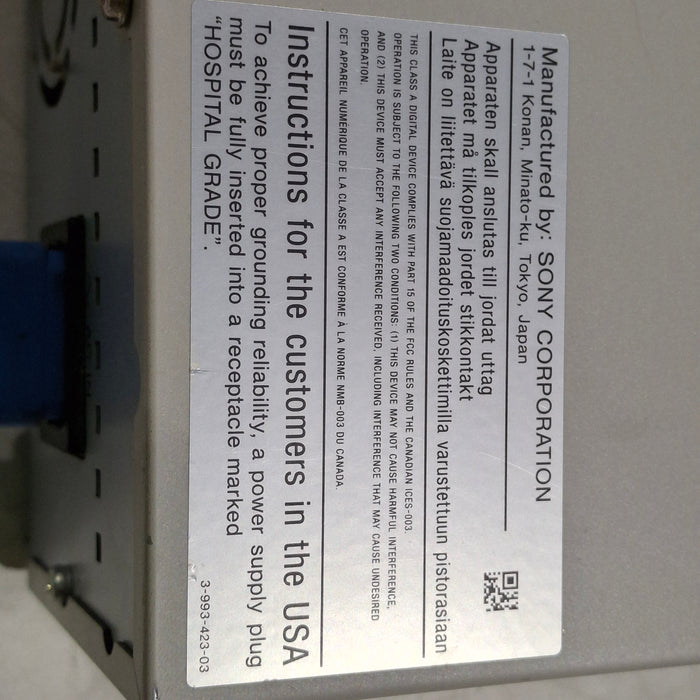 Manufactured by: SONY CORPORATION
1-7-1 Konan, Minato-ku, Tokyo, Japan
Apparaten skall anslutas till jordat uttag
Apparatet må tilkoples jordet stikkontakt
Laite on liitettävä suojamaadoituskoskettimilla varustettuun pistorasiaan
THIS CLASS A DIGITAL DEVICE COMPLIES WITH PART 15 OF THE FCC RULES AND THE CANADIAN ICES-003
OPERATION IS SUBJECT TO THE FOLLOWING TWO CONDITIONS: (1) THIS DEVICE MAY NOT CAUSE HARMFUL INTERFERENCE,
AND (2) THIS DEVICE MUST ACCEPT ANY INTERFERENCE RECEIVED, INCLUDING INTERFERENCE THAT MAY CAUSE UNDESIRED
OPERATION.
CET APPAREIL NUMÉRIQUE DE LA CLASSE A EST CONFORME À LA NORME NMB-003 DU CANADA.
Instructions for the customers in the USA
To achieve proper grounding reliability, a power supply plug
must be fully inserted into a receptacle marked
“HOSPITAL GRADE”.
3-993-423-03